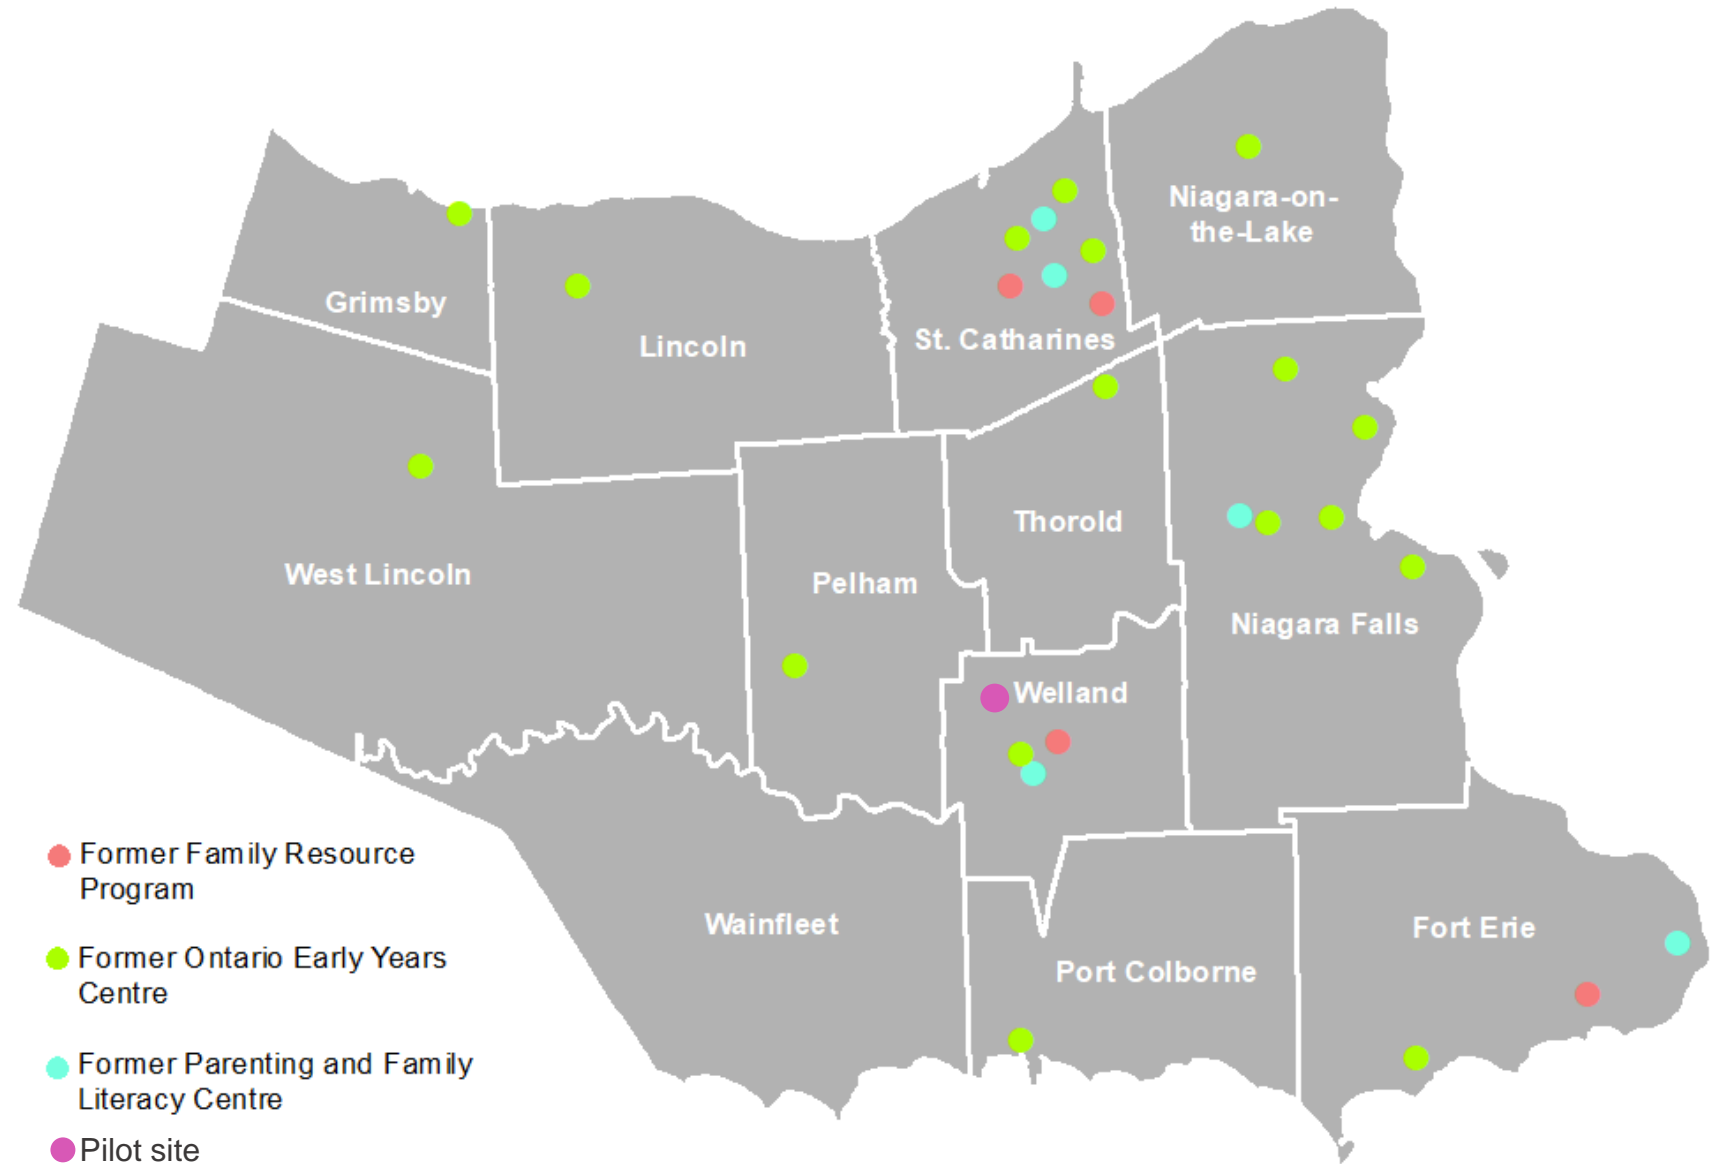 Niagara-on-
the-Lake
Grimsby
Lincoln
St. Catharines
Thorold
West Lincoln
Pelham
Niagara Falls
Welland
Wainfleet
Fort Erie
Port Colborne
Former Family Resource
Program
Former Ontario Early Years
Centre
Former Parenting and Family
Literacy Centre
Pilot site